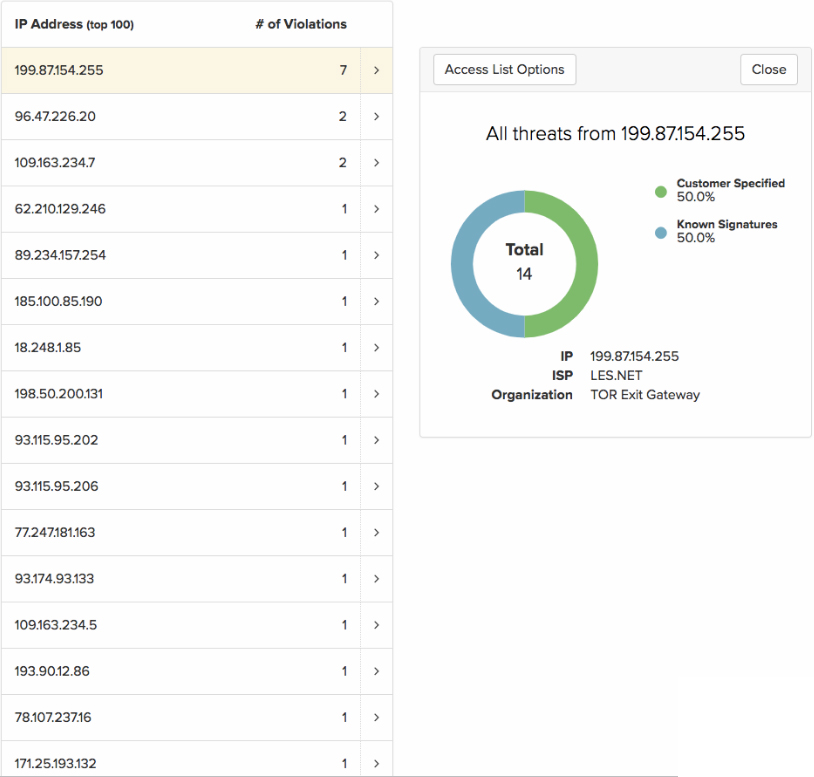 IP Address (top 100) # of Violations
199.87.154.255 7
96.47.226.20 2
109.163.234.7 2
62.210.129.246 1
89.234.157.254 1
185.100.85.190 1
18.248.1.85 1
198.50.200.131 1
93.115.95.202 1
93.115.95.206 1
77.247.181.163 1
93.174.93.133 1
109.163.234.5 1
193.90.12.86 1
78.107.237.16 1
171.25.193.132 1
Access List Options Close
All threats from 199.87.154.255
Customer Specified
50.0%
Known Signatures
50.0%
Total
14
IP 199.87.154.255
ISP LES.NET
Organization TOR Exit Gateway